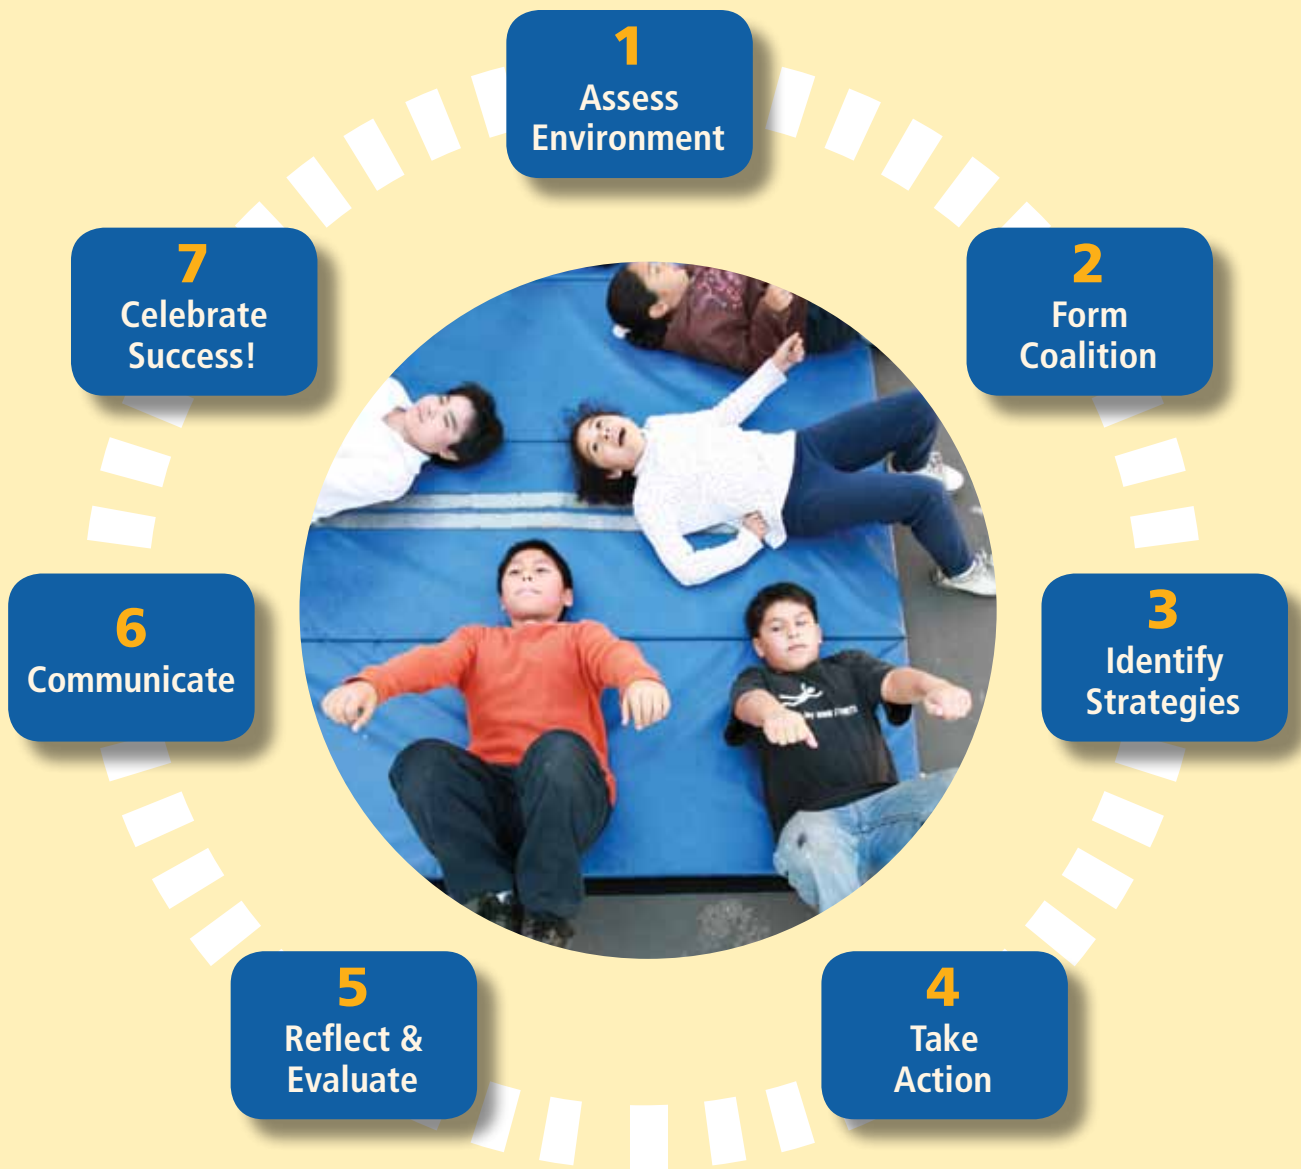 1
Assess
Environment
2
Form
Coalition
3
Identify
Strategies
4
Take
Action
5
Reflect &
Evaluate
6
Communicate
7
Celebrate
Success!